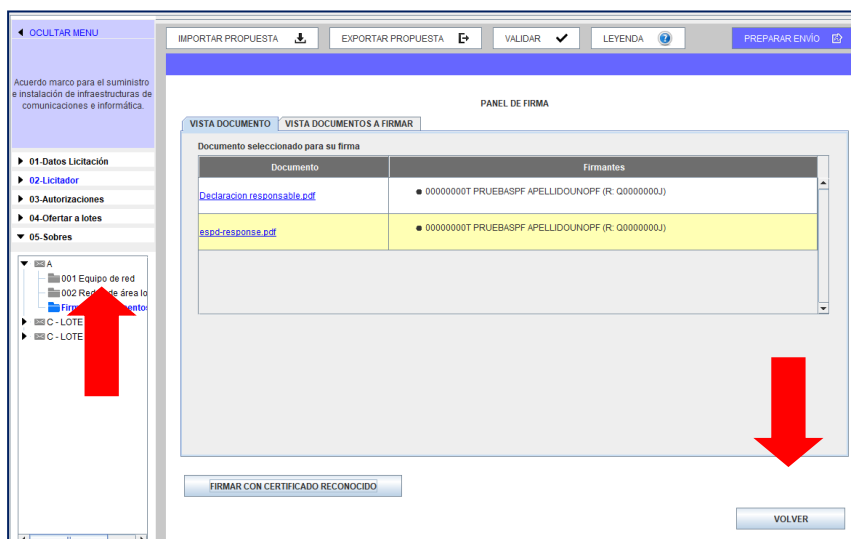 OCULTAR MENU
IMPORTAR PROPUESTA
EXPORTAR PROPUESTA
VALIDAR
LEYENDA
PREPARAR ENVÍO
Acuerdo marco para el suministro
e instalación de infraestructuras de
comunicaciones e informática.
01-Datos Licitación
02-Licitador
03-Autorizaciones
04-Ofertar a lotes
05-Sobres
A
001 Equipo de red
002 de área lo
C - LOTE
C - LOTE
PANEL DE FIRMA
VISTA DOCUMENTO
VISTA DOCUMENTOS A FIRMAR
Documento seleccionado para su firma
Documento
Firmantes
Declaracion responsable.pdf
00000000T PRUEBASPF APELLIDOUNOPF (R: Q0000000J)
espd-response.pdf
00000000T PRUEBASPF APELLIDOUNOPF (R: Q0000000J)
FIRMAR CON CERTIFICADO RECONOCIDO
VOLVER